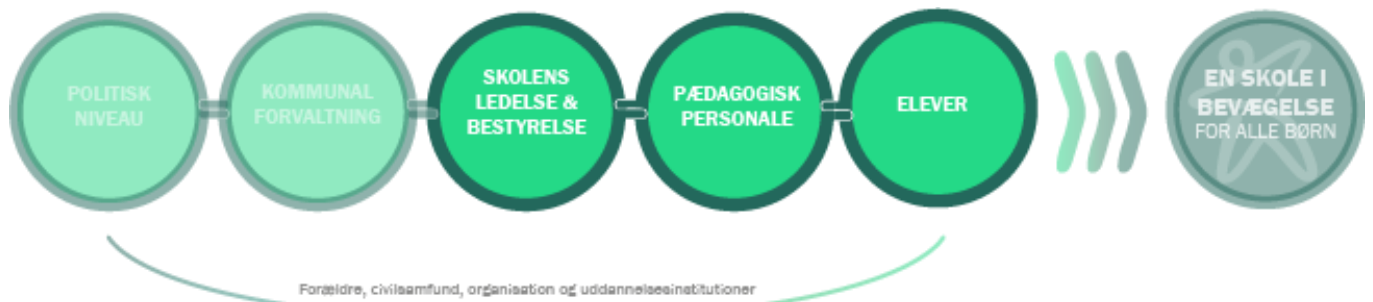 POLITISK
NIVEAU
KOMMUNAL
FORVALTNING
SKOLENS
LEDELSE &
BESTYRELSE
PÆDAGOGISK
PERSONALE
ELEVER
EN SKOLE I
BEVÆGELSE
FOR ALLE BØRN
Forældre, civilsamfund, organisation og uddannelsesinstitutioner